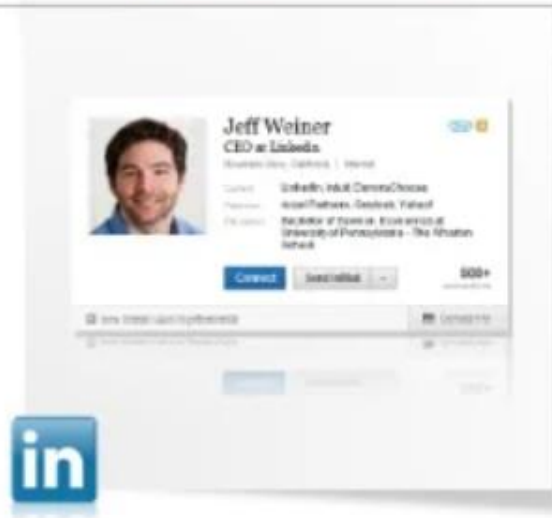 Jeff Weiner
CEO at LinkedIn
Mountain View, California | Internet
Current LinkedIn, Intuit, DonorsChoose
Previous Accel Partners, Greylock, Yahoo!
Education Bachelor of Science, Economics at
University of Pennsylvania - The Wharton
School
Connect Send InMail
500+
connections
in